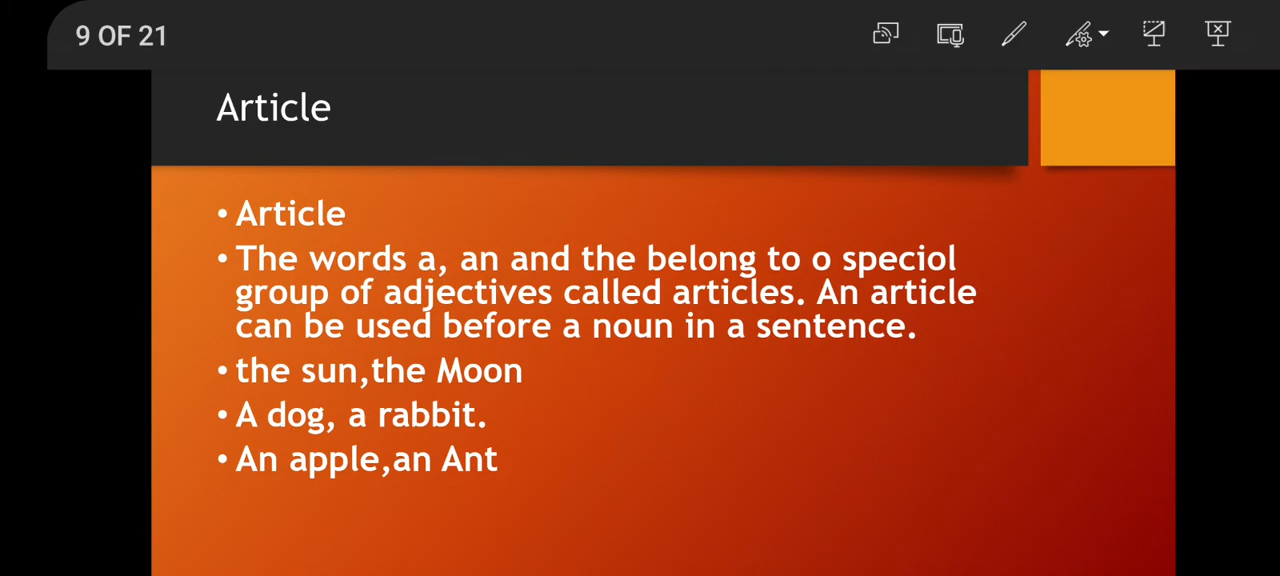 9 OF 21
Article
• Article
• The words a, an and the belong to o speciol
group of adjectives called articles. An article
can be used before a noun in a sentence.
• the sun,the Moon
• A dog, a rabbit.
• An apple,an Ant